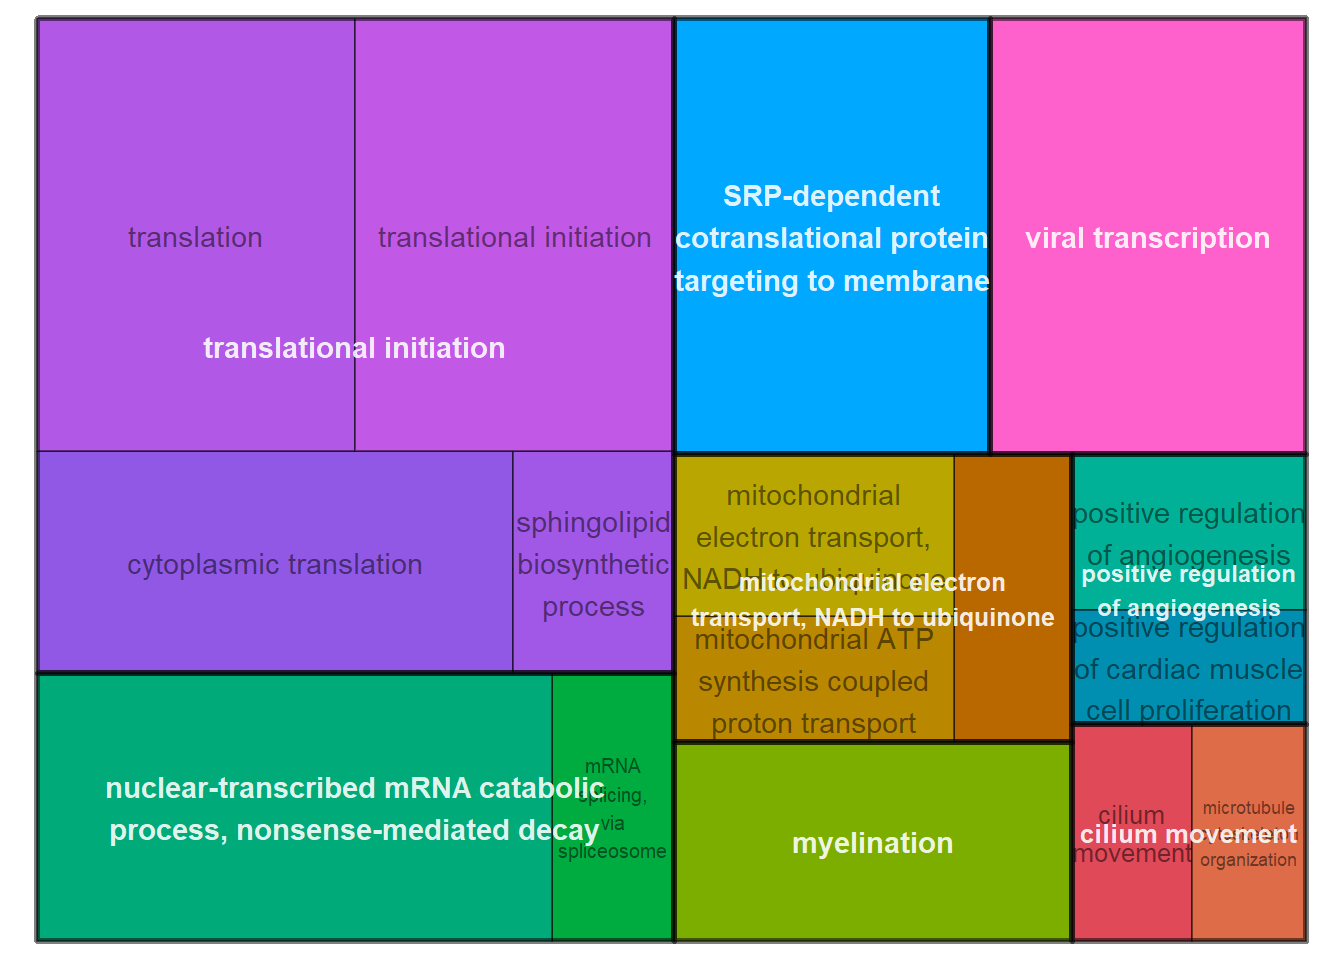 translation
translational initiation
translational initiation
cytoplasmic translation
sphingolipid
biosynthetic
process
nuclear-transcribed mRNA catabolic
process, nonsense-mediated decay
mRNA
splicing,
via
spliceosome
SRP-dependent
cotranslational protein
targeting to membrane
viral transcription
mitochondrial
electron transport,
NADH to ubiquinone
mitochondrial electron
transport, NADH to ubiquinone
mitochondrial ATP
synthesis coupled
proton transport
myelination
positive regulation
of angiogenesis
positive regulation
of angiogenesis
positive regulation
of cardiac muscle
cell proliferation
cilium
movement
cilium movement
microtubule
organization